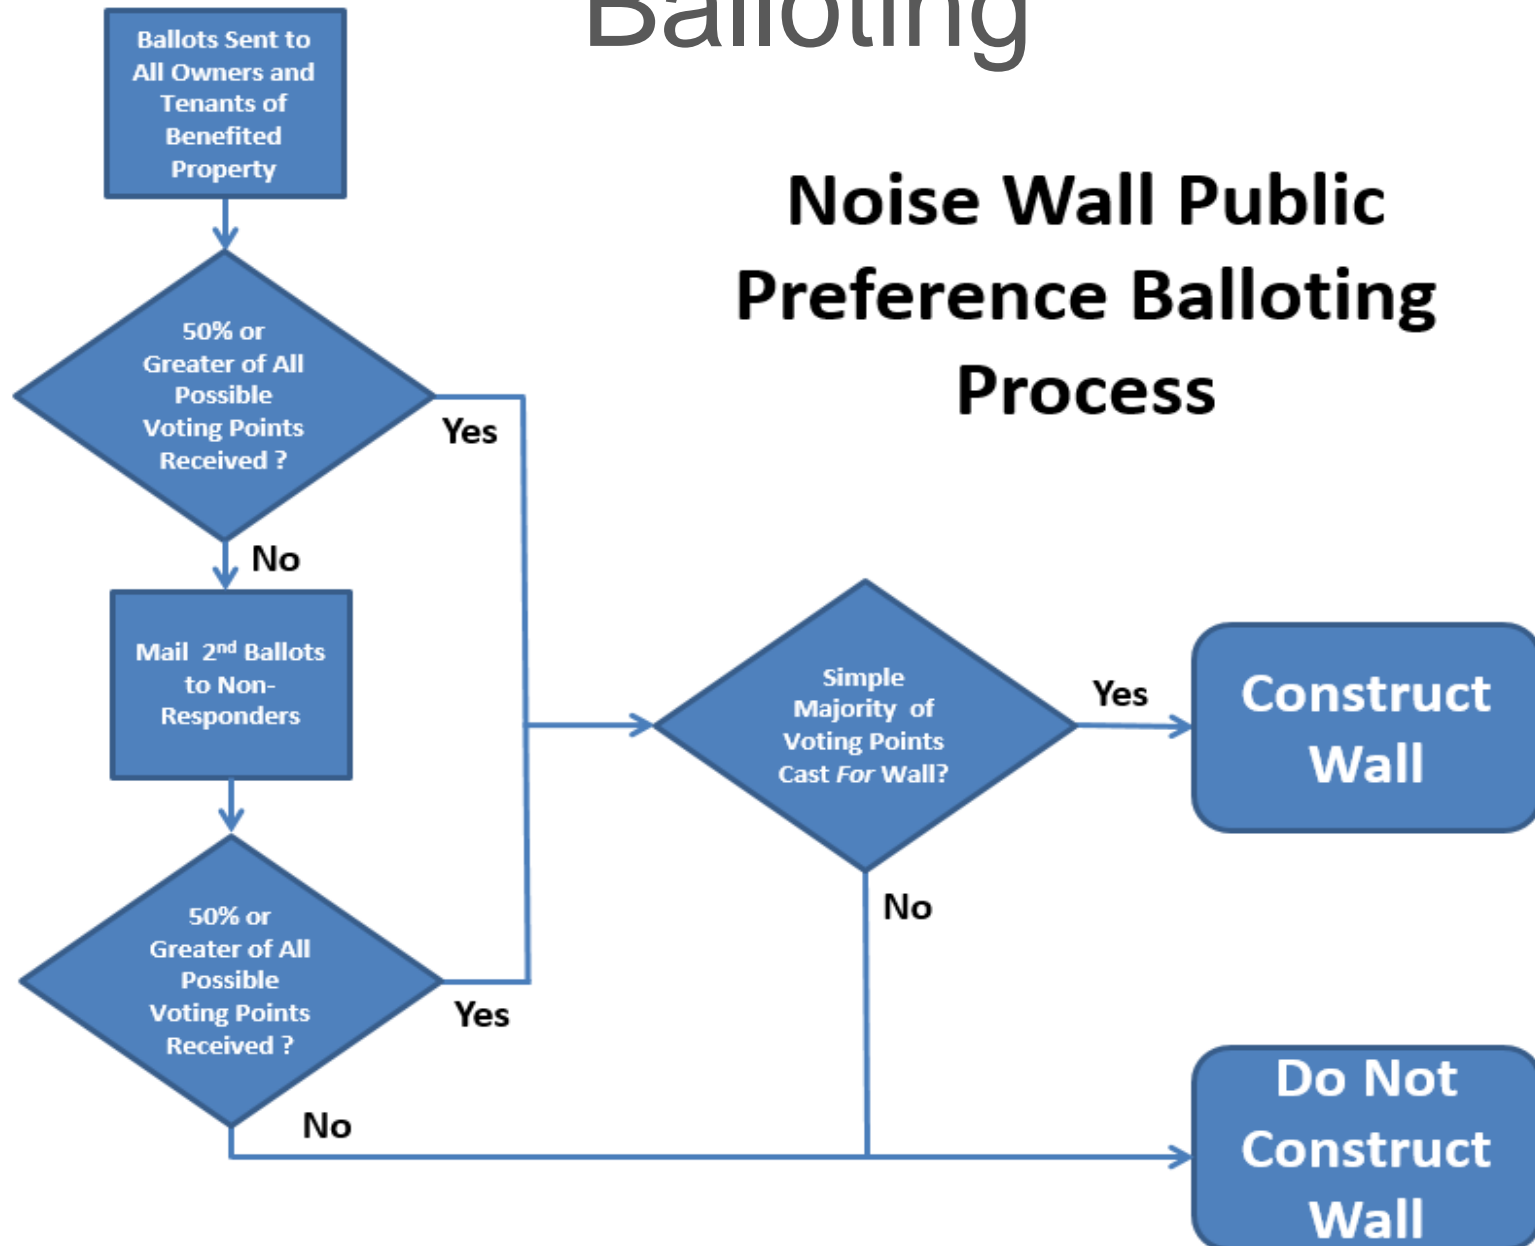 Balloting
Noise Wall Public
Preference Balloting
Process
Ballots Sent to
All Owners and
Tenants of
Benefited
Property
50% or
Greater of All
Possible
Voting Points
Received ?
Yes
No
Mail 2nd Ballots
to Non-
Responders
50% or
Greater of All
Possible
Voting Points
Received ?
Yes
No
Simple
Majority of
Voting Points
Cast For Wall?
Yes
No
Construct
Wall
Do Not
Construct
Wall